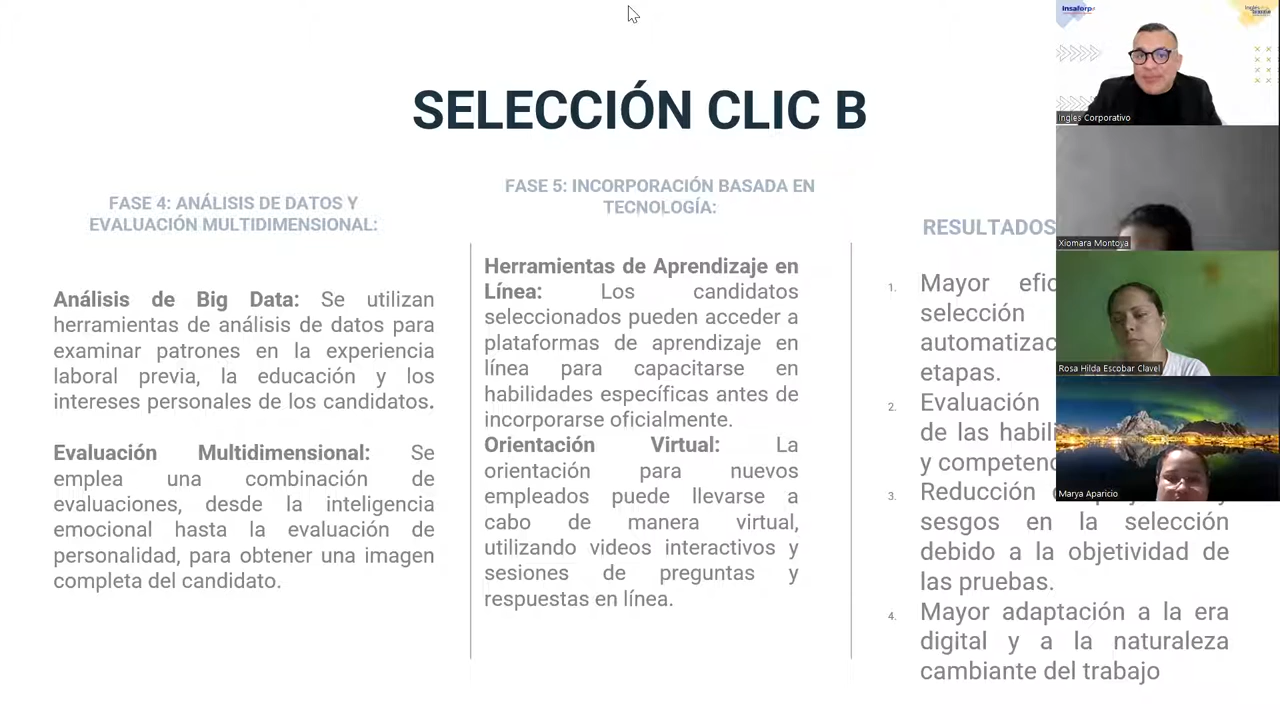 SELECCIÓN CLIC B
FASE 4: ANÁLISIS DE DATOS Y
EVALUACIÓN MULTIDIMENSIONAL:
Análisis de Big Data: Se utilizan
herramientas de análisis de datos para
examinar patrones en la experiencia
laboral previa, la educación y los
intereses personales de los candidatos.
Evaluación Multidimensional: Se
emplea una combinación de
evaluaciones, desde la inteligencia
emocional hasta la evaluación de
personalidad, para obtener una imagen
completa del candidato.
FASE 5: INCORPORACIÓN BASADA EN
TECNOLOGÍA:
Herramientas de Aprendizaje en
Línea: Los candidatos
seleccionados pueden acceder a
plataformas de aprendizaje en
línea para capacitarse en
habilidades específicas antes de
incorporarse oficialmente.
Orientación Virtual: La
orientación para nuevos
empleados puede llevarse a
cabo de manera virtual,
utilizando videos interactivos y
sesiones de preguntas y
respuestas en línea.
RESULTADOS
1. Mayor
selección
etapas.
2. Evaluación
de las
y
3. Reducción
sesgos en la selección
debido a la objetividad de
las pruebas.
4. Mayor adaptación a la era
digital y a la naturaleza
cambiante del trabajo
insaforp
Ingles Corporativo
Xiomara Montoya
Rosa Hilda Escobar Clavel
Marya Aparicio